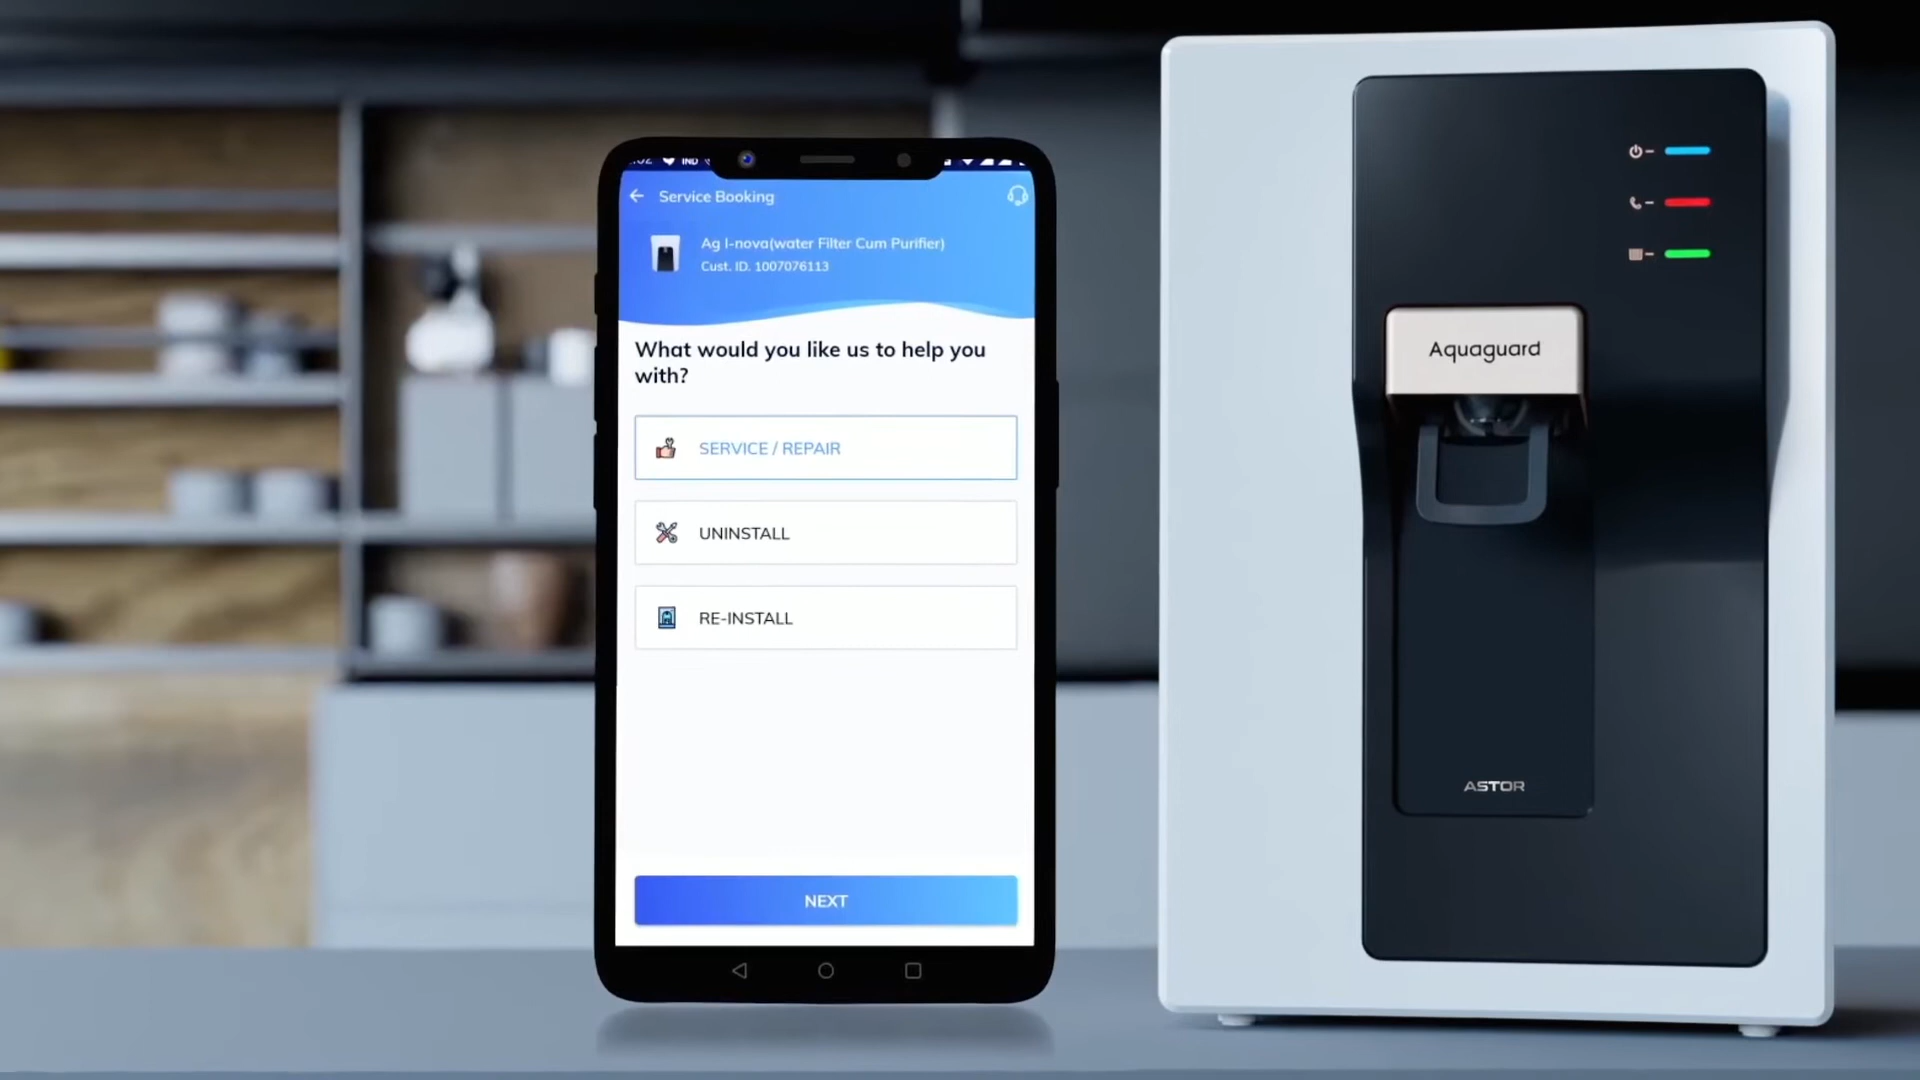 IND
Service Booking
Ag I-nova(water Filter Cum Purifier)
Cust. ID. 1007076113
What would you like us to help you
with?
SERVICE / REPAIR
UNINSTALL
RE-INSTALL
NEXT
Aquaguard
ASTOR